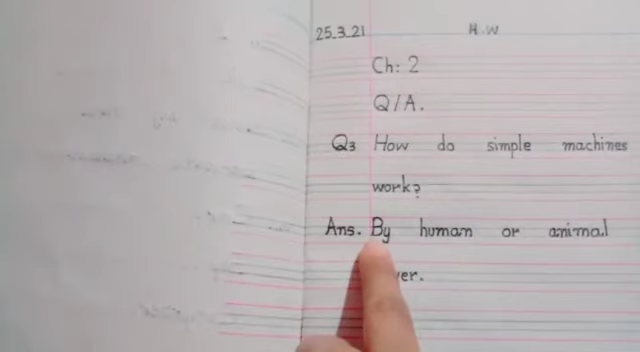 25.3.21 H.W
Ch: 2
Q/A.
Q3 How do simple machines
work?
Ans. By human or animal